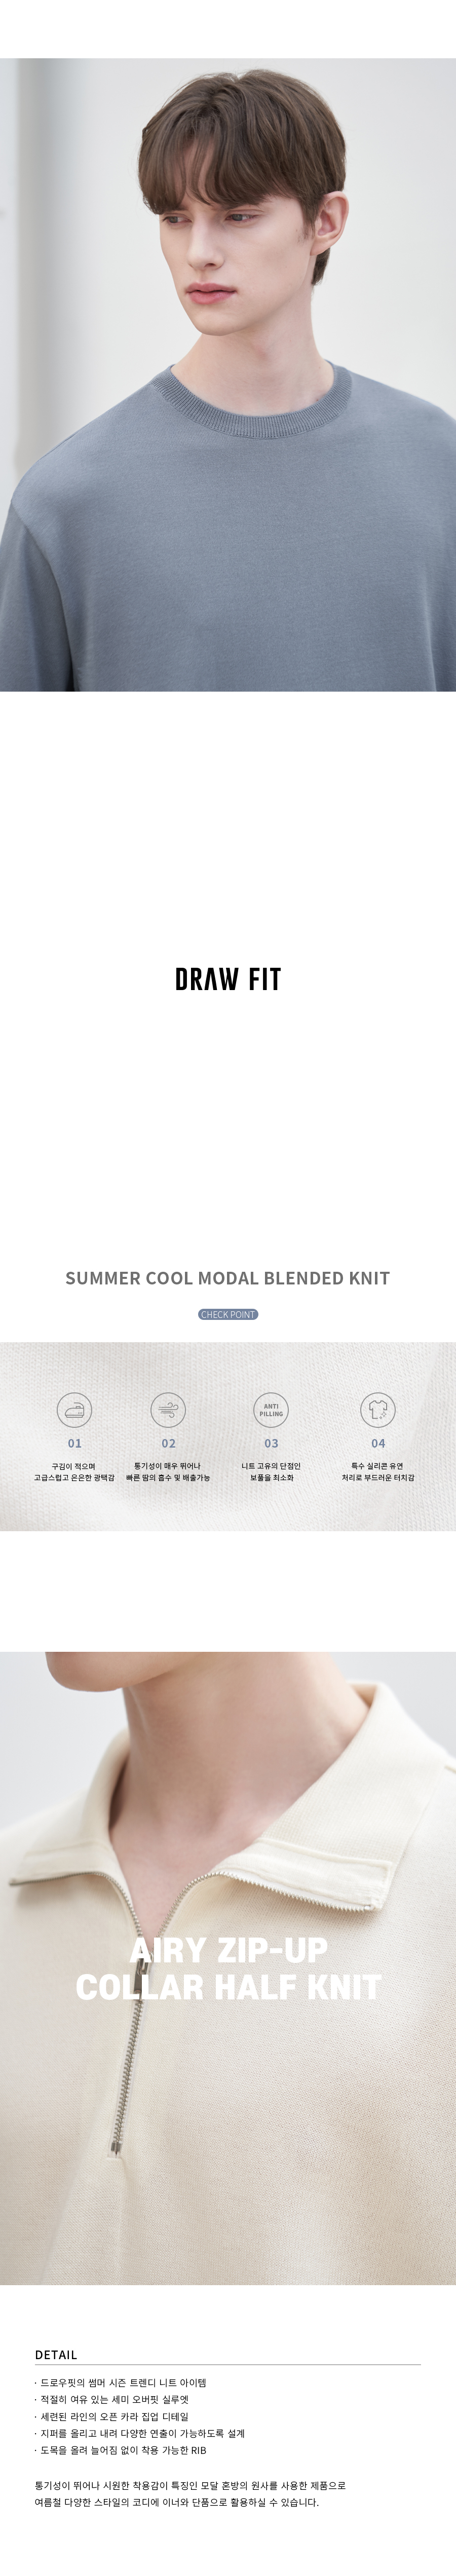 DRAW FIT
SUMMER COOL MODAL BLENDED KNIT
CHECK POINT
ANTI
PILLING
01
02
03
04
구김이 적으며
고급스럽고 은은한 광택감
통기성이 매우 뛰어나
빠른 땀의 흡수 및 배출가능
니트 고유의 단점인
보풀을 최소화
특수 실리콘 유연
처리로 부드러운 터치감
AIRY ZIP-UP
COLLAR HALF KNIT
DETAIL
· 드로우핏의 썸머 시즌 트렌디 니트 아이템
· 적절히 여유 있는 세미 오버핏 실루엣
· 세련된 라인의 오픈 카라 집업 디테일
· 지퍼를 올리고 내려 다양한 연출이 가능하도록 설계
· 도목을 올려 늘어짐 없이 착용 가능한 RIB
통기성이 뛰어나 시원한 착용감이 특징인 모달 혼방의 원사를 사용한 제품으로
여름철 다양한 스타일의 코디에 이너와 단품으로 활용하실 수 있습니다.